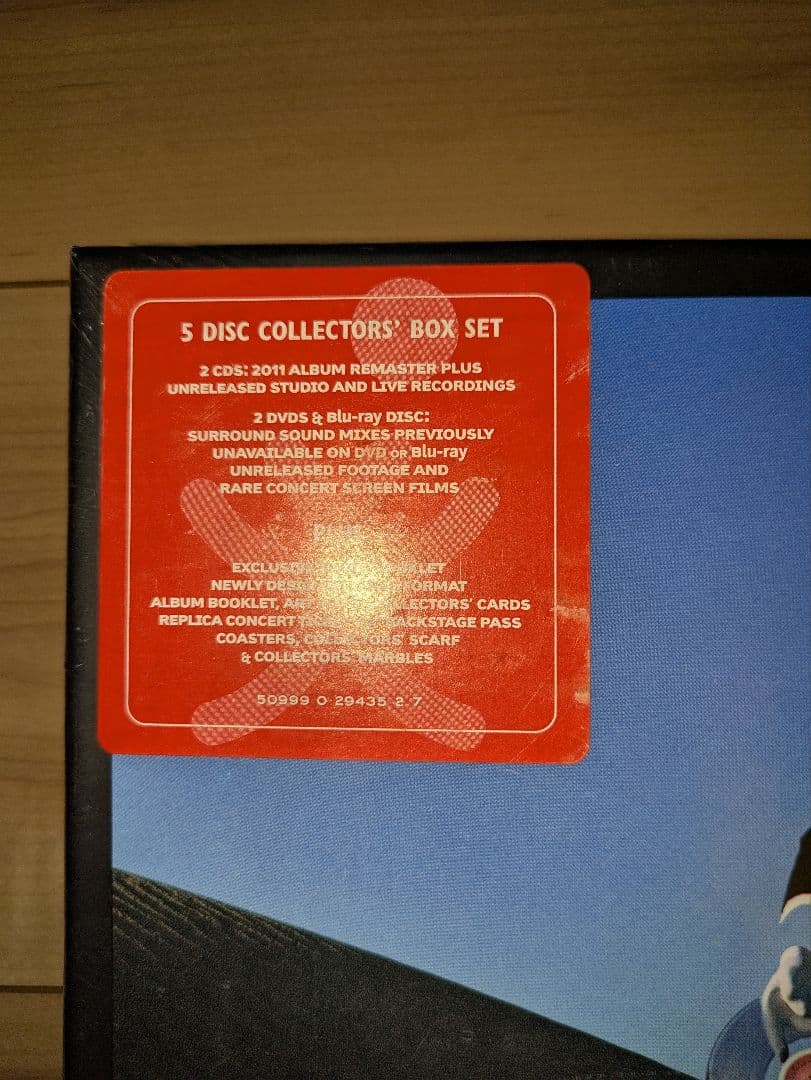 5 DISC COLLECTORS' BOX SET
2 CDS: 2011 ALBUM REMASTER PLUS
UNRELEASED STUDIO AND LIVE RECORDINGS
2 DVDS & Blu-ray DISC:
SURROUND SOUND MIXES PREVIOUSLY
UNAVAILABLE ON DVD OR Blu-ray
UNRELEASED FOOTAGE AND
RARE CONCERT SCREEN FILMS
NEWLY
ALBUM BOOKLET, COLLECTORS' CARDS
REPLICA CONCERT BACKSTAGE PASS
COASTERS, COLLECTORS' SCARF
& COLLECTORS' MARBLES
50999 0 29435 2 7